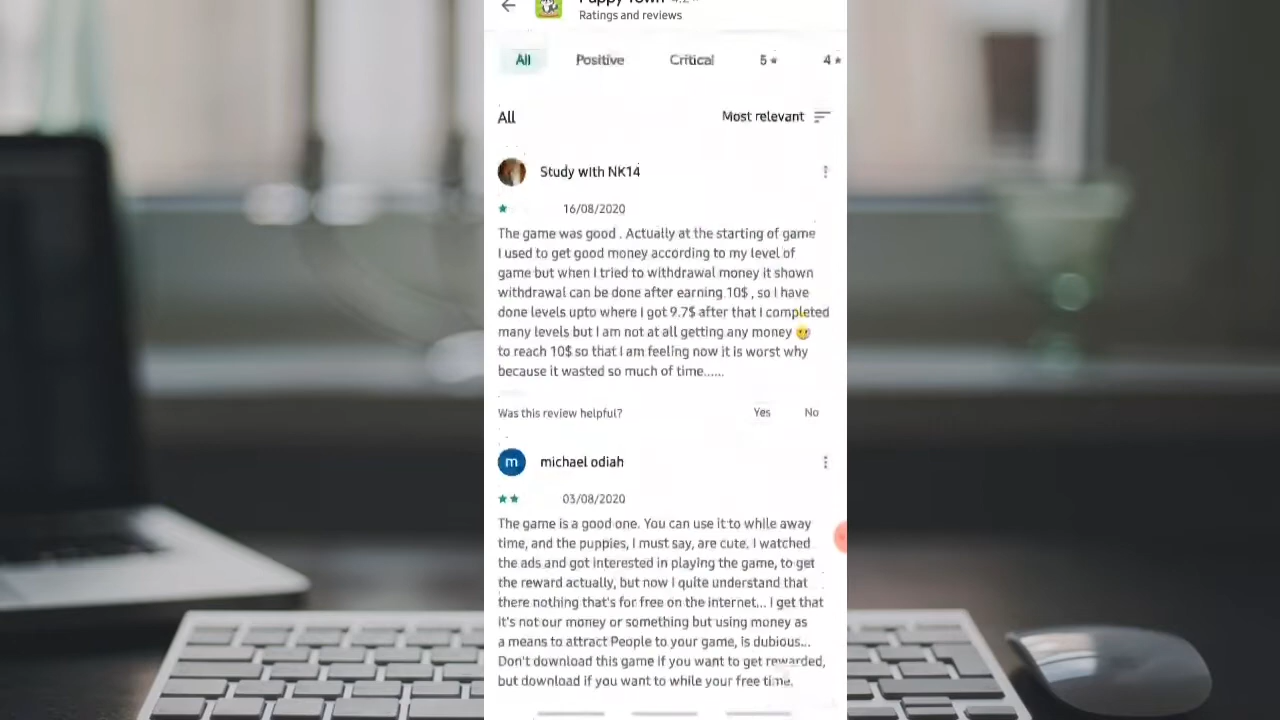 Puppy Town 4.2★
Ratings and reviews
All
Positive
Critical
5 ★
4 ★
All
Most relevant
Study with NK14
16/08/2020
The game was good . Actually at the starting of game
I used to get good money according to my level of
game but when I tried to withdrawal money it shown
withdrawal can be done after earning 10$ , so I have
done levels upto where I got 9.7$ after that I completed
many levels but I am not at all getting any money
to reach 10$ so that I am feeling now it is worst why
because it wasted so much of time......
Was this review helpful?
Yes
No
m
michael odiah
03/08/2020
The game is a good one. You can use it to while away
time, and the puppies, I must say, are cute. I watched
the ads and got interested in playing the game, to get
the reward actually, but now I quite understand that
there nothing that's for free on the internet... I get that
it's not our money or something but using money as
a means to attract People to your game, is dubious...
Don't download this game if you want to get rewarded,
but download if you want to while your free time.